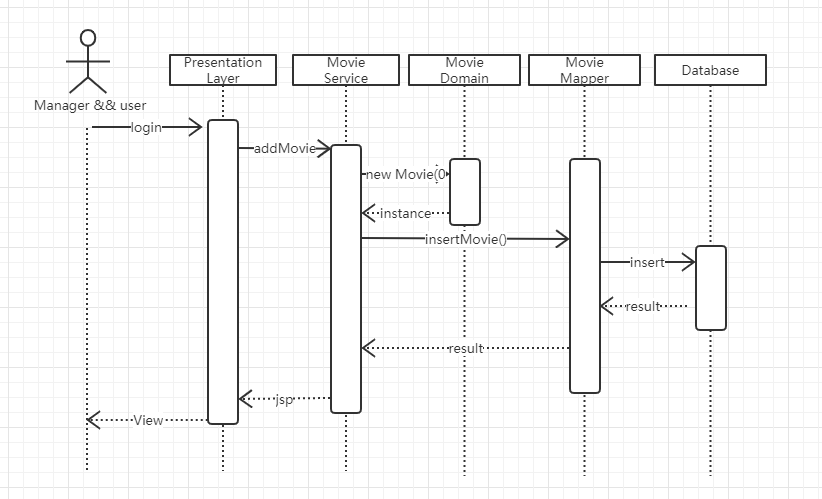 Presentation
Layer
Movie
Service
Movie
Domain
Movie
Mapper
Database
Manager && user
login
addMovie
new Movie(0
instance
insertMovie()
insert
result
result
jsp
View